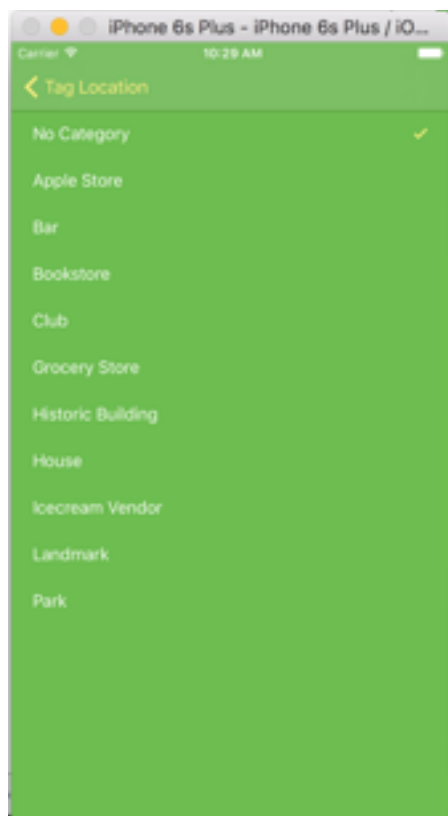 iPhone 6s Plus - iPhone 6s Plus / iO...
Carrier 10:29 AM
Tag Location
No Category
Apple Store
Bar
Bookstore
Club
Grocery Store
Historic Building
House
Icecream Vendor
Landmark
Park